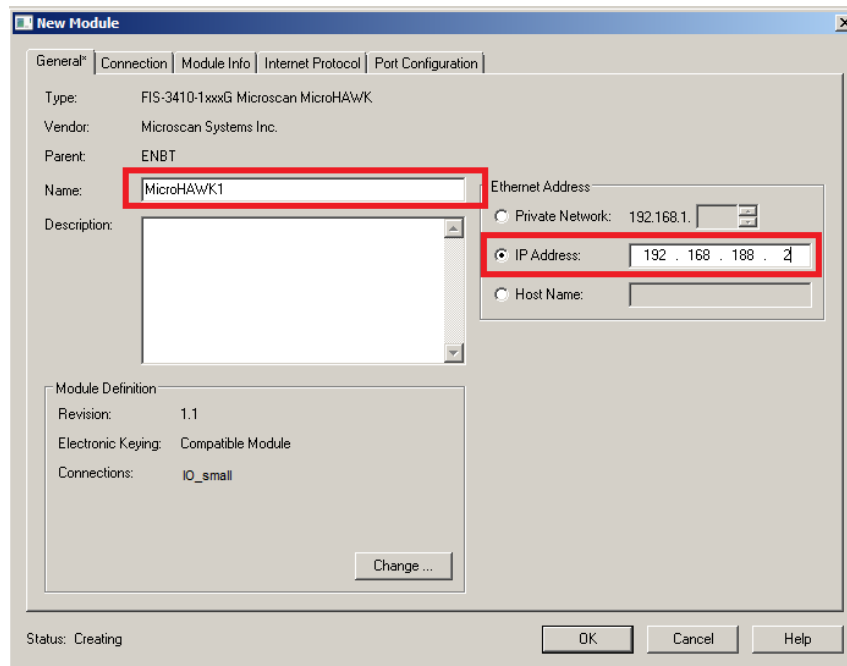 New Module
General* Connection Module Info Internet Protocol Port Configuration
Type: FIS-3410-1xxxG Microscan MicroHAWK
Vendor: Microscan Systems Inc.
Parent: ENBT
Name: MicroHAWK1
Description:
Ethernet Address
Private Network: 192.168.1.
IP Address: 192 . 168 . 188 . 2
Host Name:
Module Definition
Revision: 1.1
Electronic Keying: Compatible Module
Connections: IO_small
Change ...
Status: Creating
OK Cancel Help